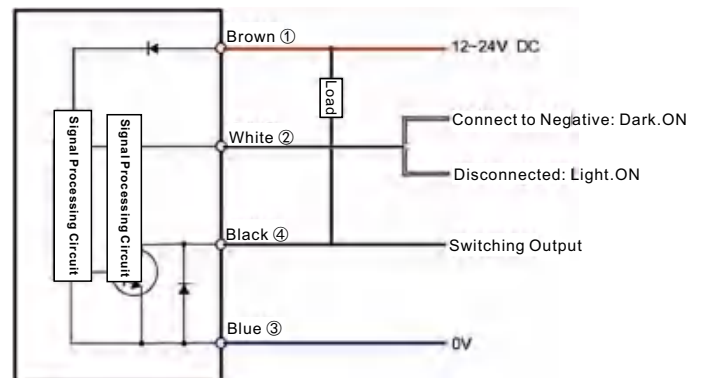 Brown ①
12~24V DC
Load
Connect to Negative: Dark.ON
White ②
Disconnected: Light.ON
Signal Processing Circuit
Signal Processing Circuit
Black ④
Switching Output
Blue ③
0V